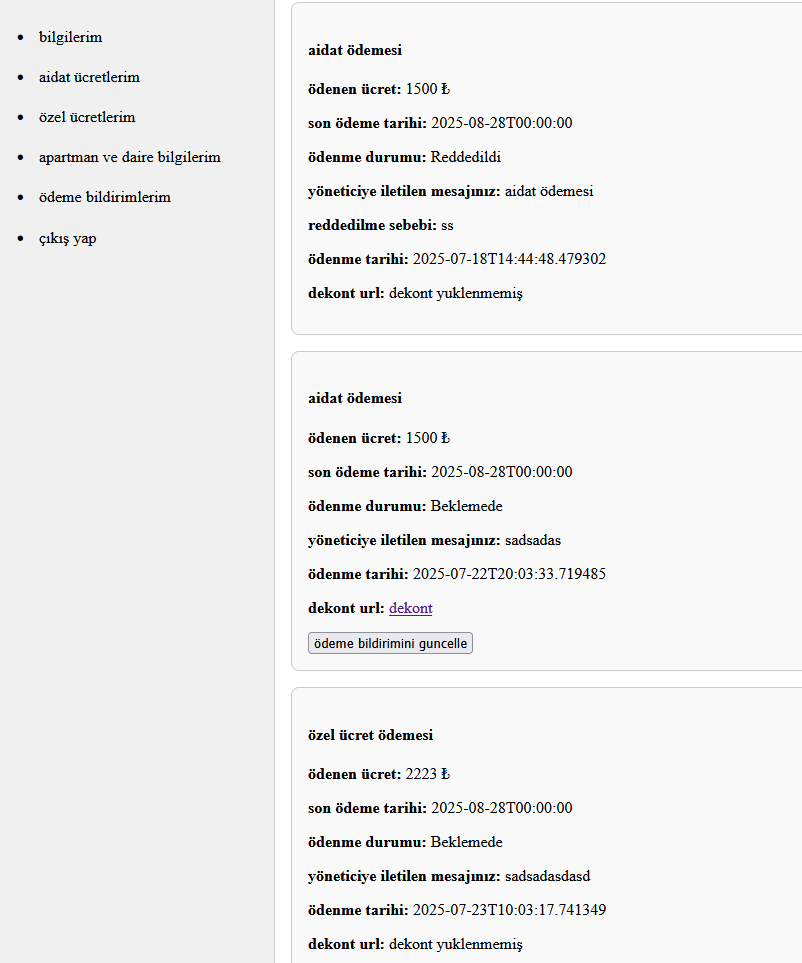 bilgilerim
aidat ücretlerim
özel ücretlerim
apartman ve daire bilgilerim
ödeme bildirimlerim
çıkış yap
aidat ödemesi
ödenen ücret: 1500 ₺
son ödeme tarihi: 2025-08-28T00:00:00
ödenme durumu: Reddedildi
yöneticiye iletilen mesajınız: aidat ödemesi
reddedilme sebebi: ss
ödenme tarihi: 2025-07-18T14:44:48.479302
dekont url: dekont yuklenmemiş
aidat ödemesi
ödenen ücret: 1500 ₺
son ödeme tarihi: 2025-08-28T00:00:00
ödenme durumu: Beklemede
yöneticiye iletilen mesajınız: sadsadas
ödenme tarihi: 2025-07-22T20:03:33.719485
dekont url: dekont
ödeme bildirimini guncelle
özel ücret ödemesi
ödenen ücret: 2223 ₺
son ödeme tarihi: 2025-08-28T00:00:00
ödenme durumu: Beklemede
yöneticiye iletilen mesajınız: sadsadasdasd
ödenme tarihi: 2025-07-23T10:03:17.741349
dekont url: dekont yuklenmemiş